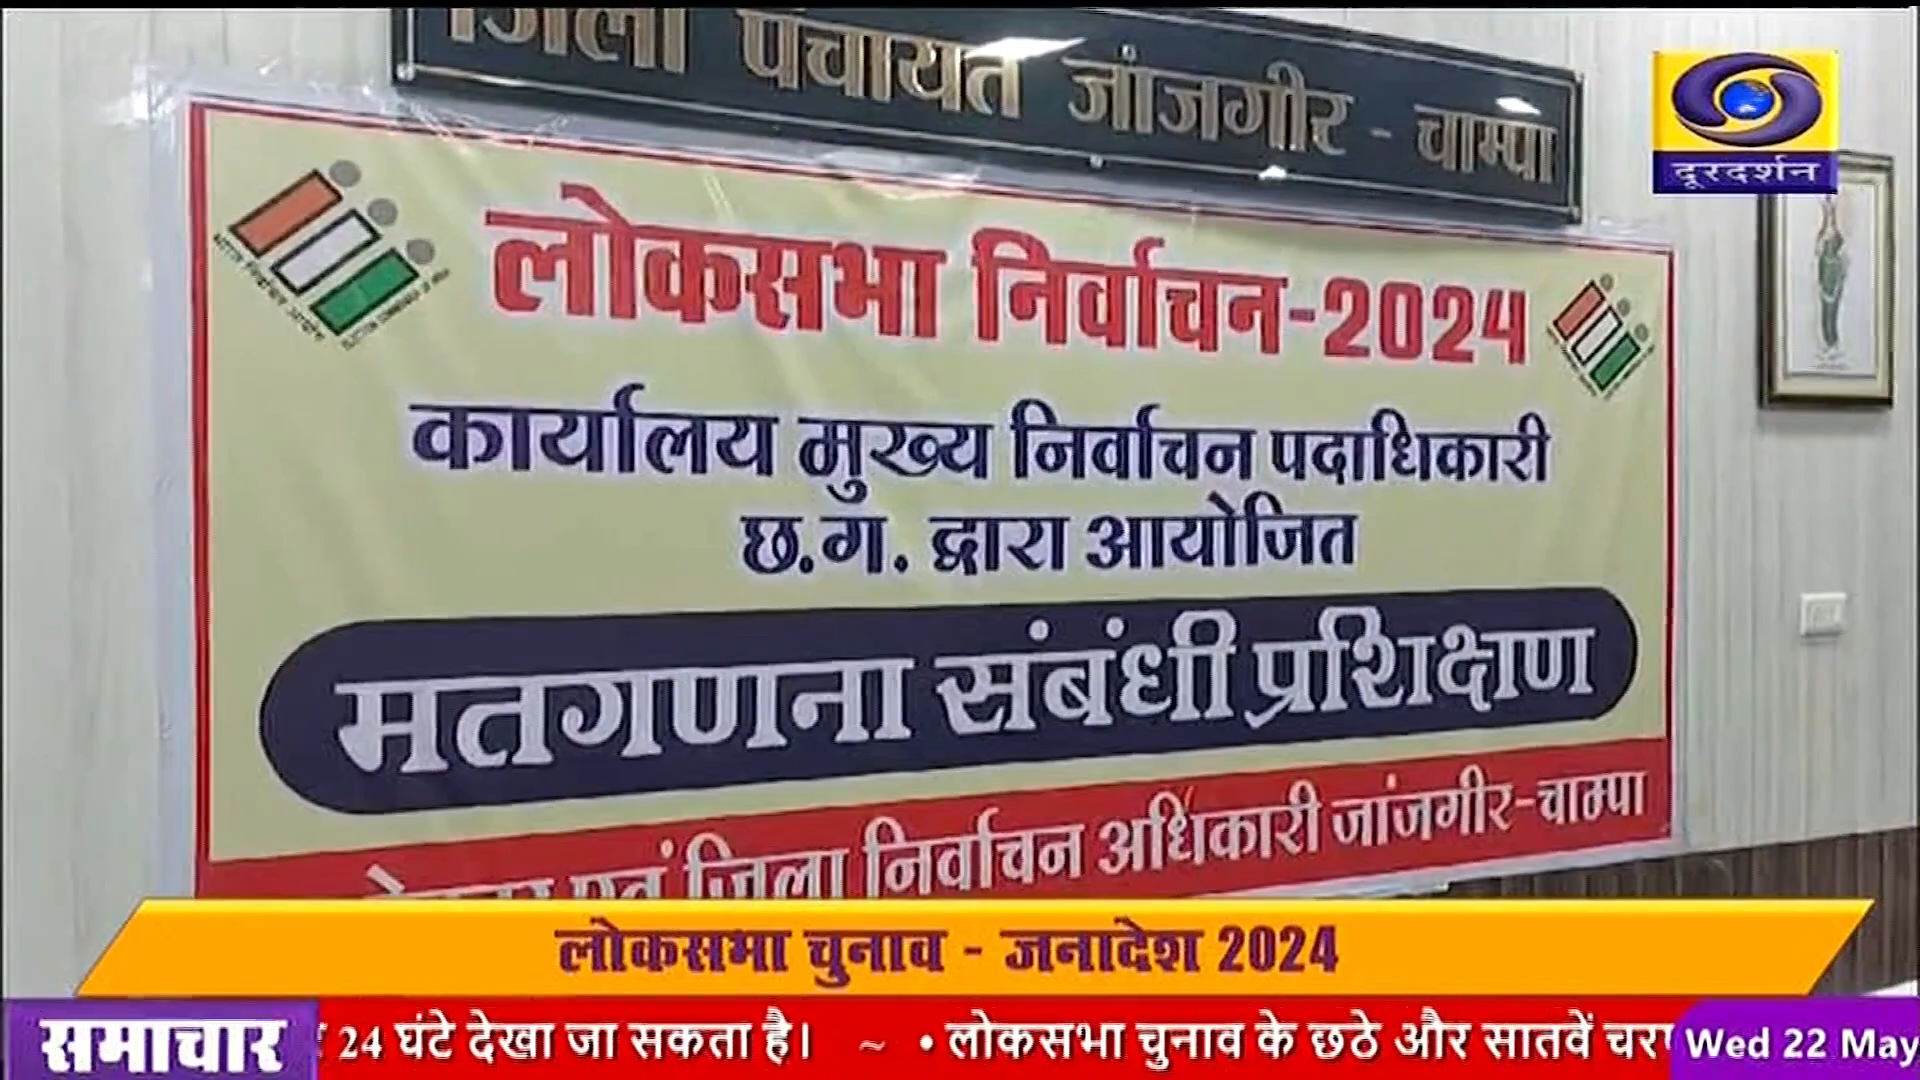 जिला पंचायत जांजगीर - चाम्पा
दूरदर्शन
लोकसभा निर्वाचन-2024
कार्यालय मुख्य निर्वाचन पदाधिकारी
छ.ग. द्वारा आयोजित
मतगणना संबंधी प्रशिक्षण
एवं जिला निर्वाचन अधिकारी जांजगीर-चाम्पा
लोकसभा चुनाव - जनादेश 2024
समाचार 24 घंटे देखा जा सकता है। ~ • लोकसभा चुनाव के छठे और सातवें Wed 22 May